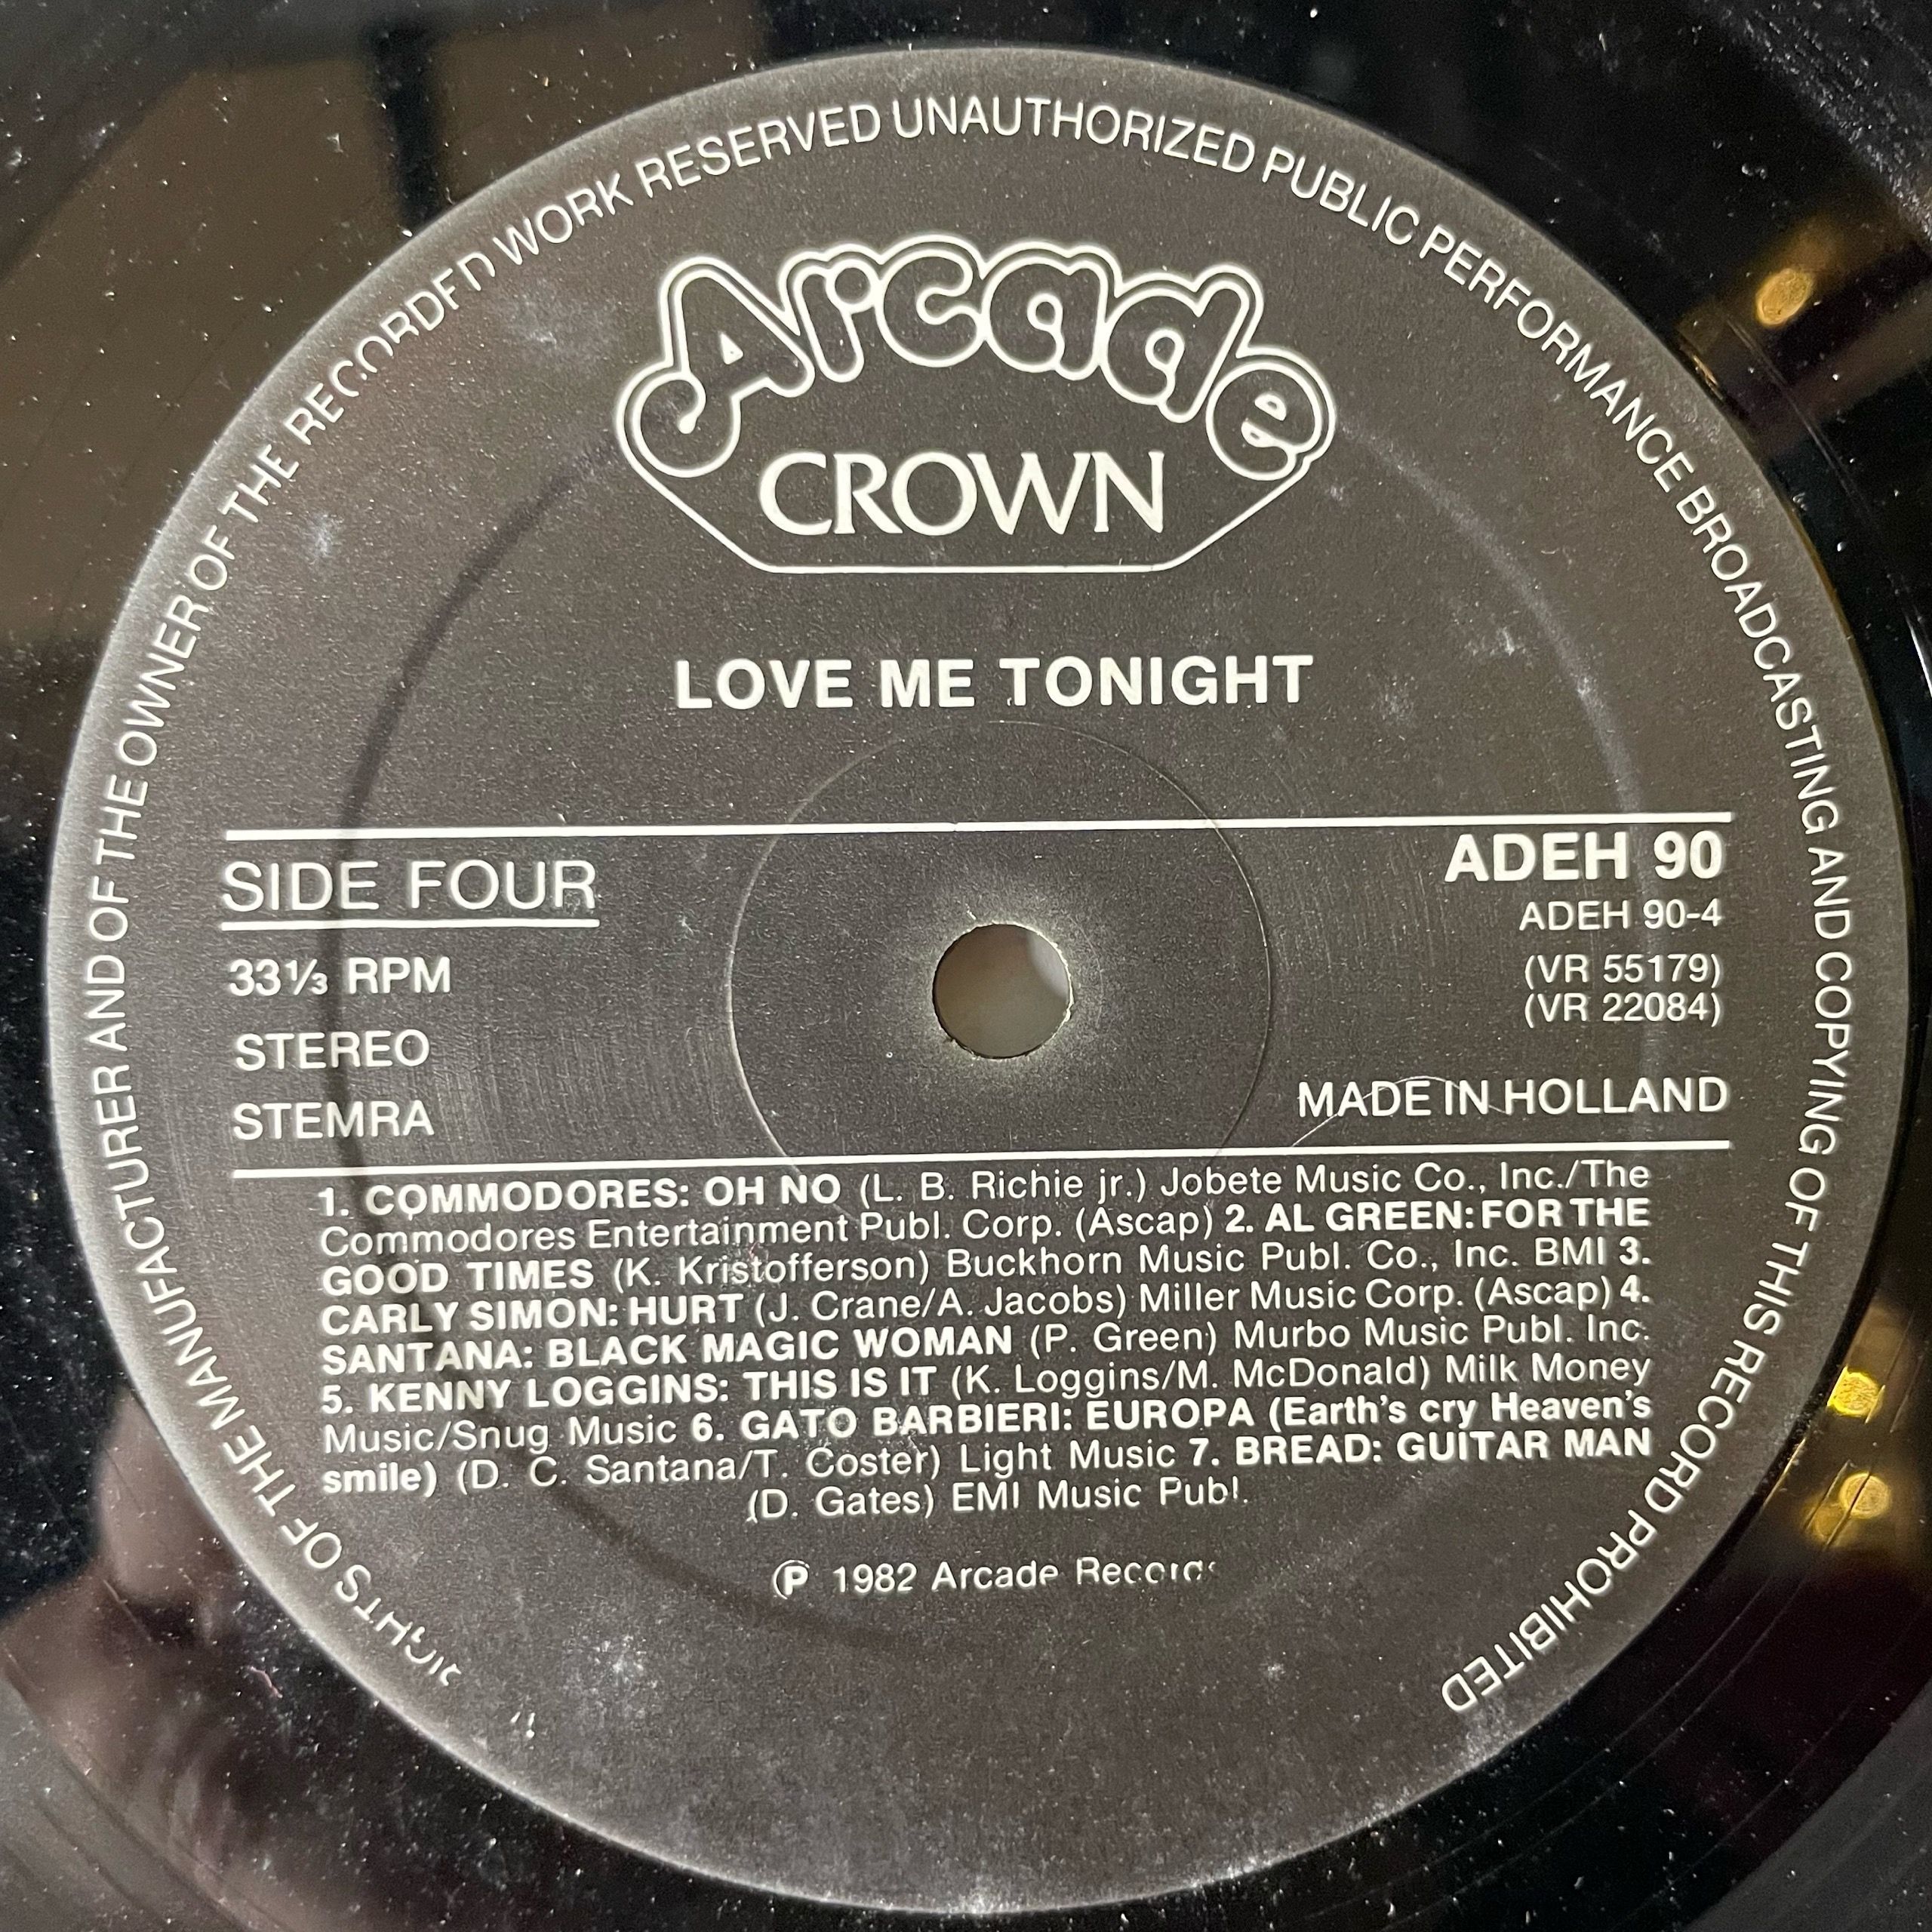 RIGHTS OF THE MANUFACTURER AND OF THE OWNER OF THE RECORDED WORK RESERVED UNAUTHORIZED PUBLIC PERFORMANCE BROADCASTING AND COPYING OF THIS RECORD PROHIBITED
Arcade
CROWN
LOVE ME TONIGHT
SIDE FOUR
33⅓ RPM
STEREO
STEMRA
ADEH 90
ADEH 90-4
(VR 55179)
(VR 22084)
MADE IN HOLLAND
1. COMMODORES: OH NO (L. B. Richie jr.) Jobete Music Co., Inc./The
Commodores Entertainment Publ. Corp. (Ascap) 2. AL GREEN: FOR THE
GOOD TIMES (K. Kristofferson) Buckhorn Music Publ. Co., Inc. BMI 3.
CARLY SIMON: HURT (J. Crane/A. Jacobs) Miller Music Corp. (Ascap) 4.
SANTANA: BLACK MAGIC WOMAN (P. Green) Murbo Music Publ. Inc.
5. KENNY LOGGINS: THIS IS IT (K. Loggins/M. McDonald) Milk Money
Music/Snug Music 6. GATO BARBIERI: EUROPA (Earth's cry Heaven's
smile) (D. C. Santana/T. Coster) Light Music 7. BREAD: GUITAR MAN
(D. Gates) EMI Music Publ.
℗ 1982 Arcade Records